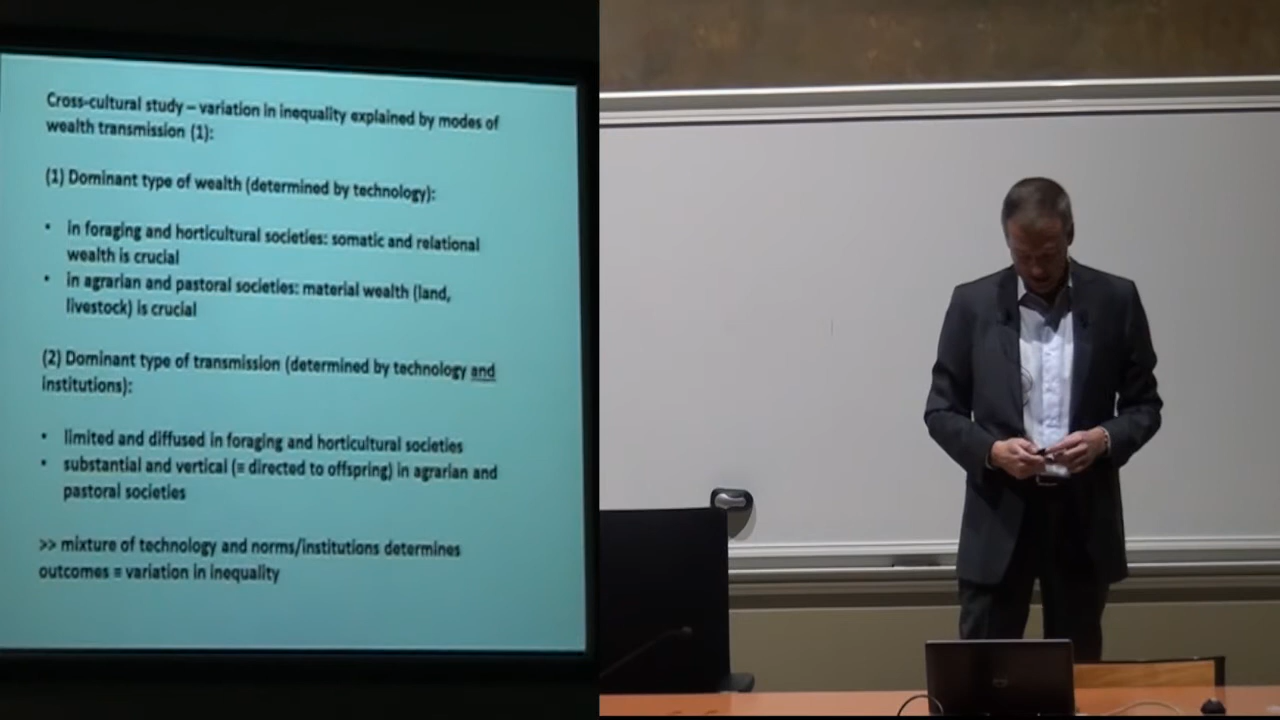 Cross-cultural study – variation in inequality explained by modes of
wealth transmission (1):
(1) Dominant type of wealth (determined by technology):
• in foraging and horticultural societies: somatic and relational
wealth is crucial
• in agrarian and pastoral societies: material wealth (land,
livestock) is crucial
(2) Dominant type of transmission (determined by technology and
institutions):
• limited and diffused in foraging and horticultural societies
• substantial and vertical (= directed to offspring) in agrarian and
pastoral societies
>> mixture of technology and norms/institutions determines
outcomes = variation in inequality